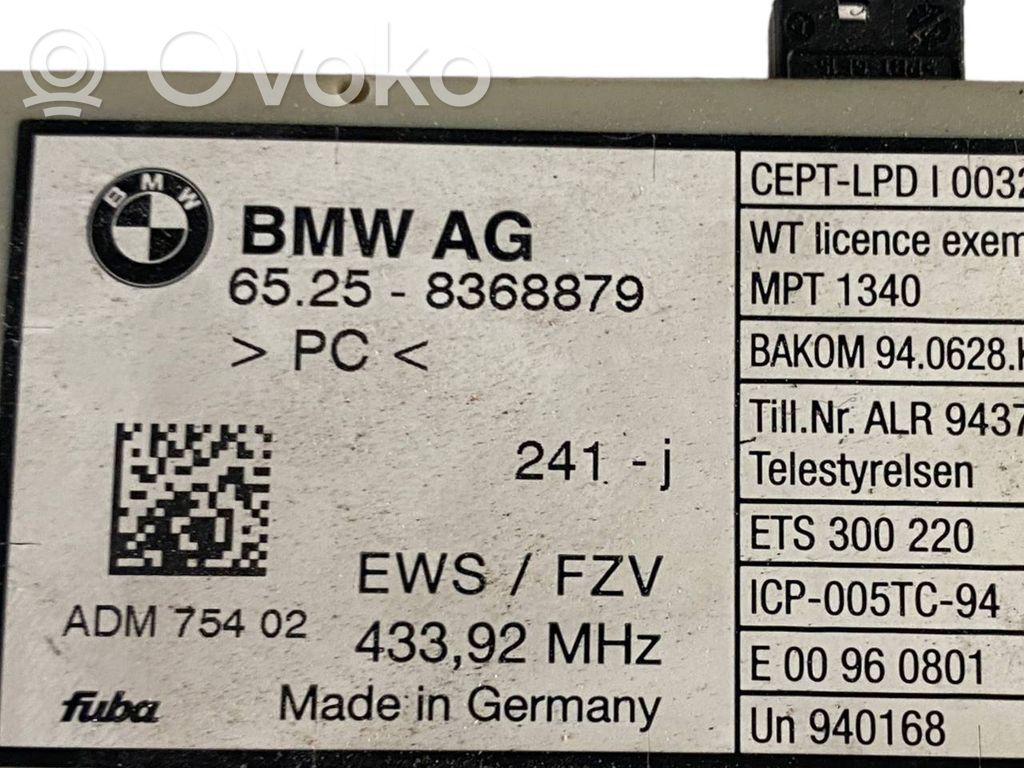 Ovoko
BMW
BMW AG
65.25 - 8368879
> PC <
241 - j
EWS / FZV
ADM 754 02
433,92 MHz
fuba
Made in Germany
CEPT-LPD I 0032
WT licence exem
MPT 1340
BAKOM 94.0628.
Till.Nr. ALR 9437
Telestyrelsen
ETS 300 220
ICP-005TC-94
E 00 96 0801
Un 940168